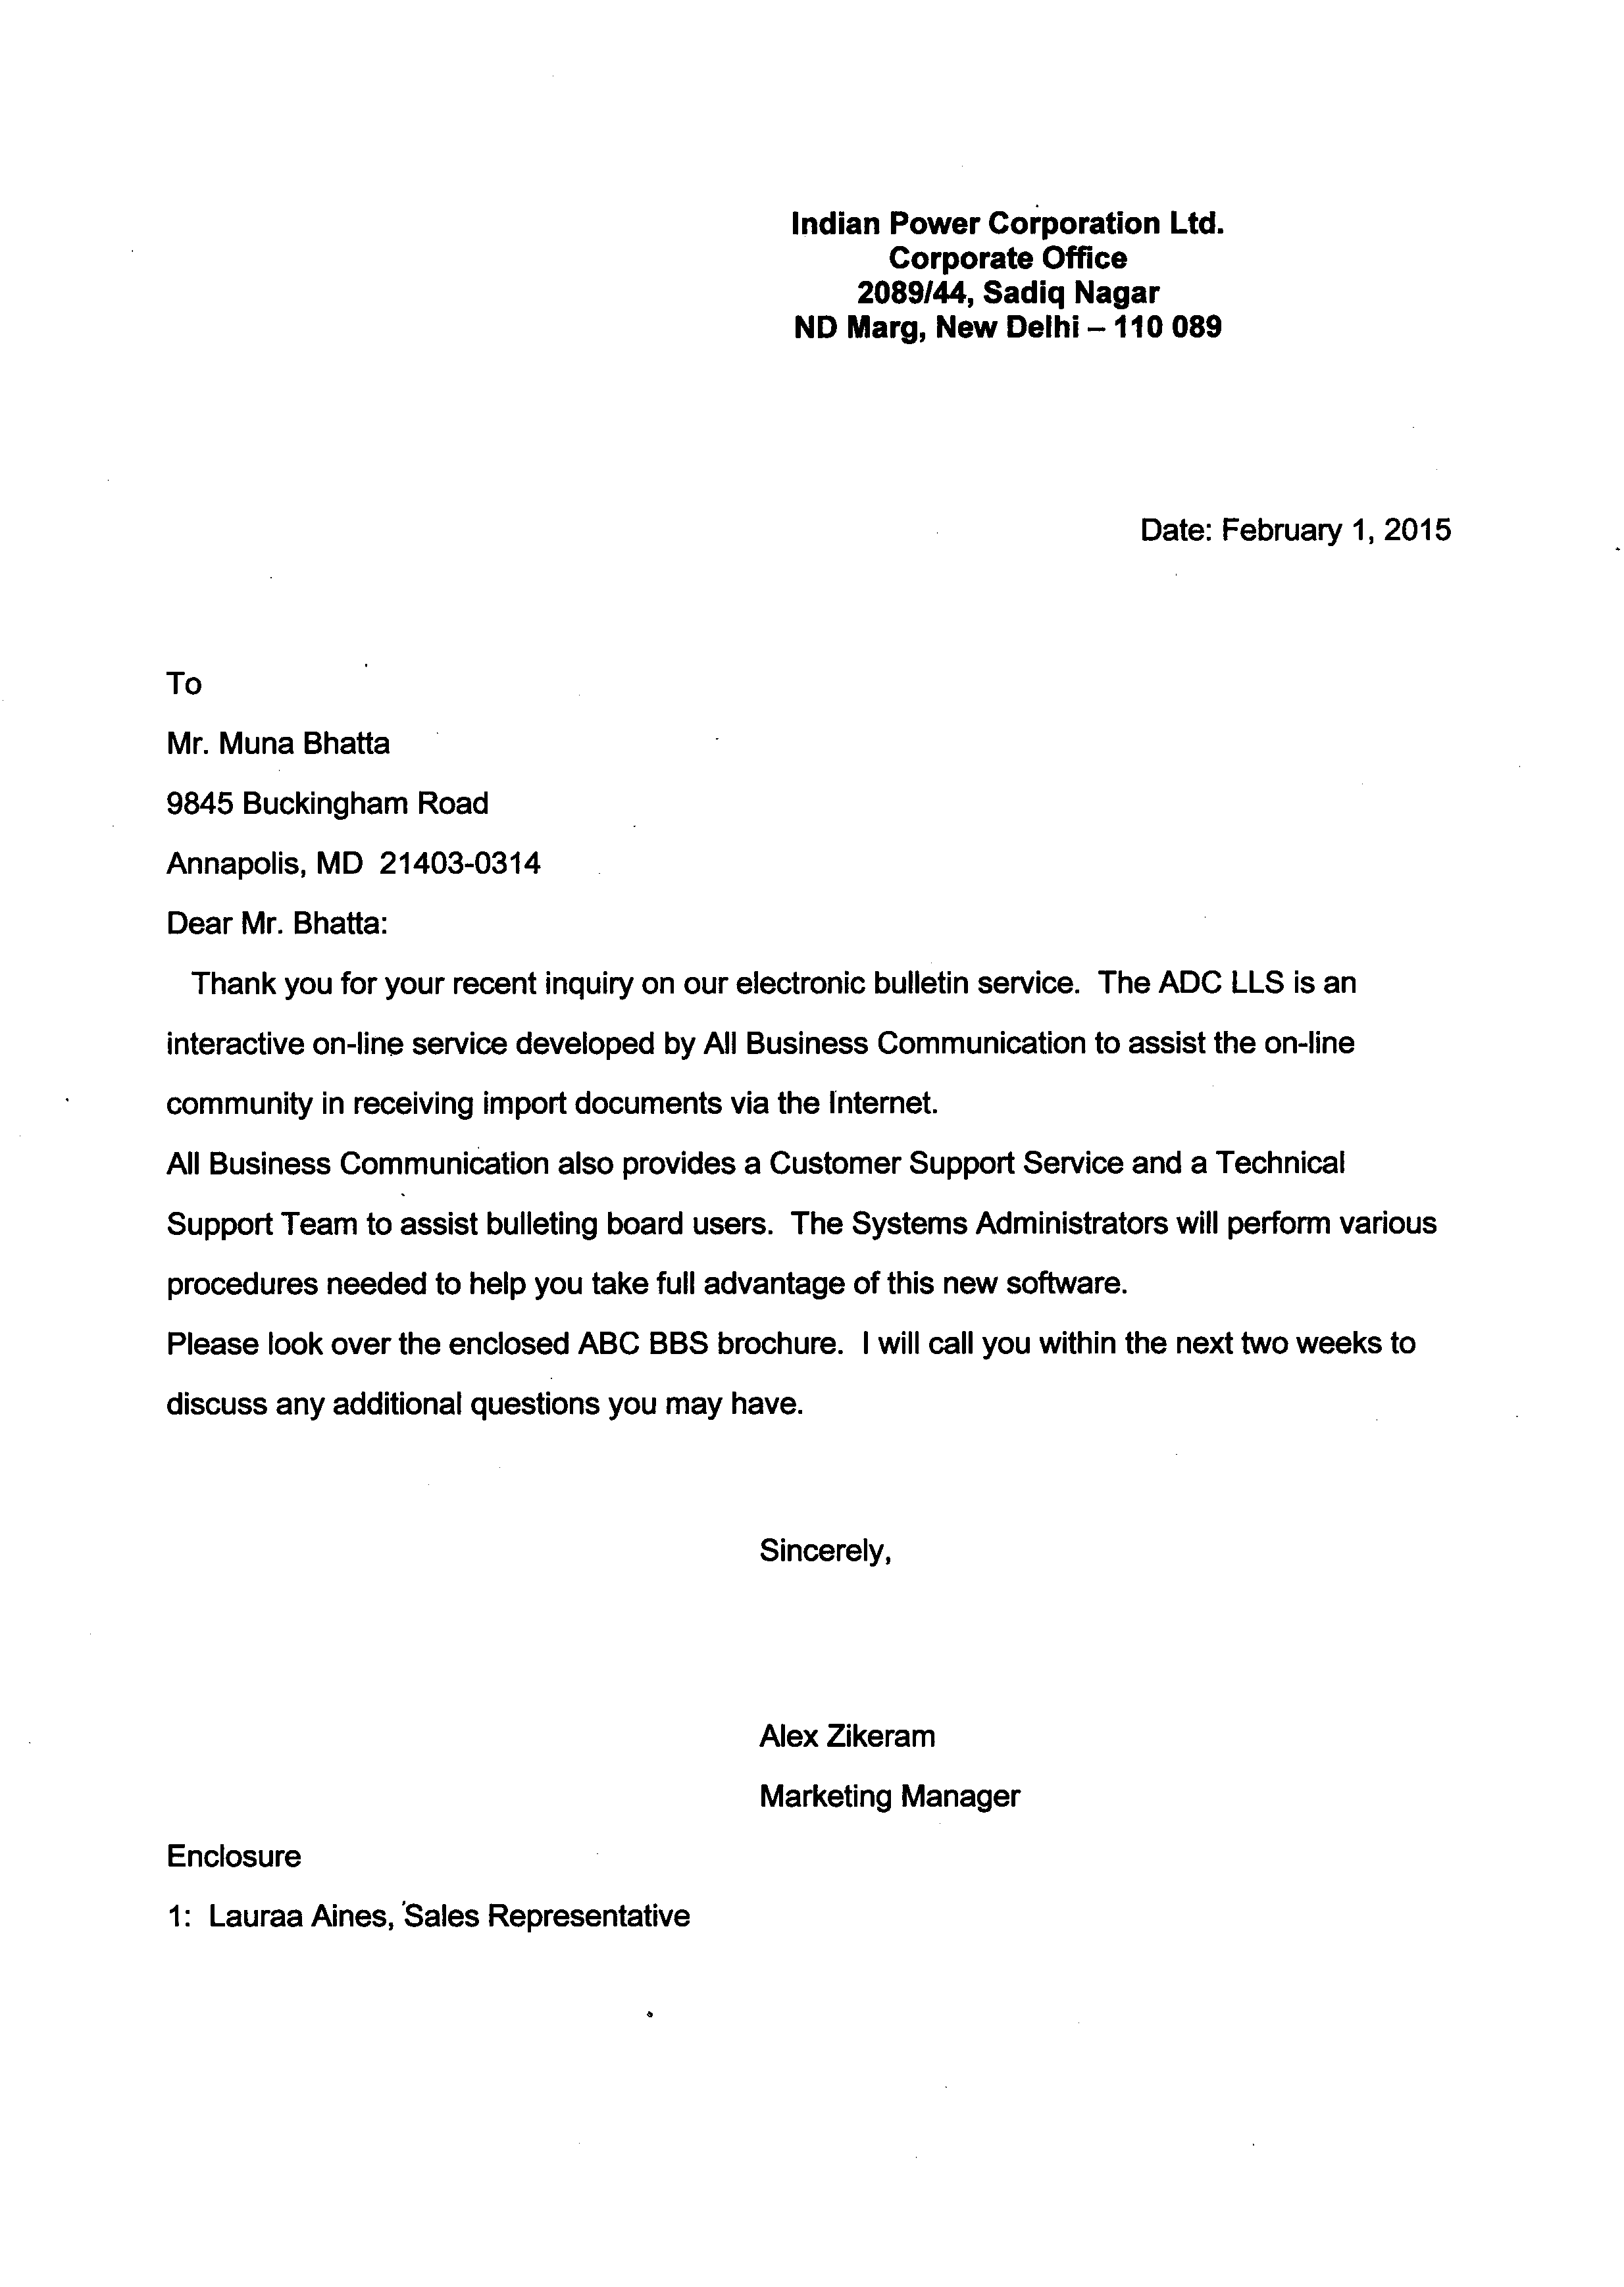 Indian Power Corporation Ltd.
Corporate Office
2089/44, Sadiq Nagar
ND Marg, New Delhi – 110 089
Date: February 1, 2015
To
Mr. Muna Bhatta
9845 Buckingham Road
Annapolis, MD  21403-0314
Dear Mr. Bhatta:
Thank you for your recent inquiry on our electronic bulletin service.  The ADC LLS is an
interactive on-line service developed by All Business Communication to assist the on-line
community in receiving import documents via the Internet.
All Business Communication also provides a Customer Support Service and a Technical
Support Team to assist bulleting board users.  The Systems Administrators will perform various
procedures needed to help you take full advantage of this new software.
Please look over the enclosed ABC BBS brochure.  I will call you within the next two weeks to
discuss any additional questions you may have.
Sincerely,
Alex Zikeram
Marketing Manager
Enclosure
1:  Lauraa Aines, Sales Representative